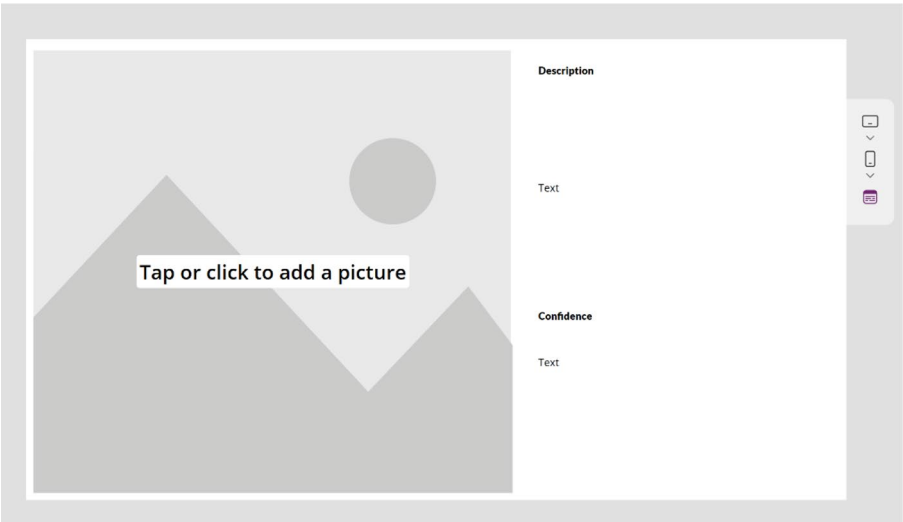 Tap or click to add a picture
Description
Text
Confidence
Text